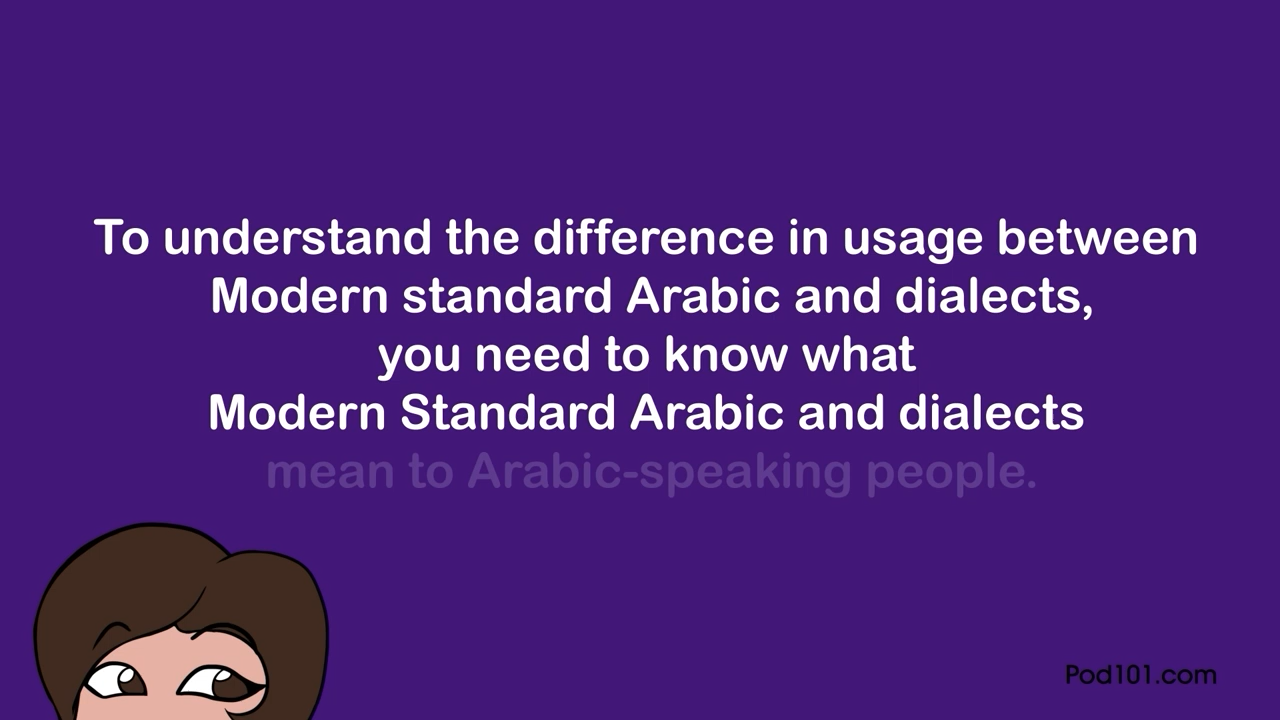 To understand the difference in usage between
Modern standard Arabic and dialects,
you need to know what
Modern Standard Arabic and dialects
mean to Arabic-speaking people.
Pod101.com